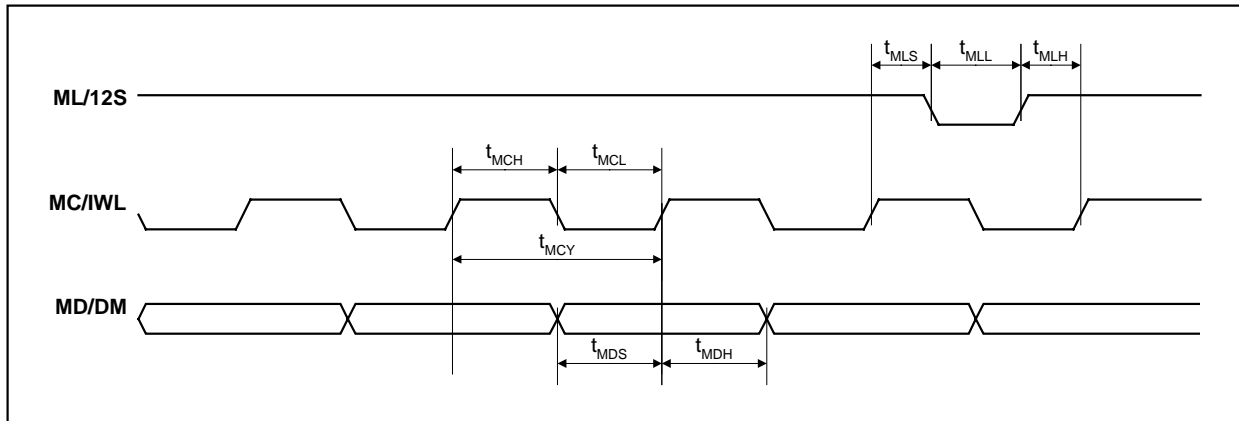 tMLS tMLL tMLH
ML/12S
tMCH tMCL
MC/IWL
tMCY
MD/DM
tMDS tMDH